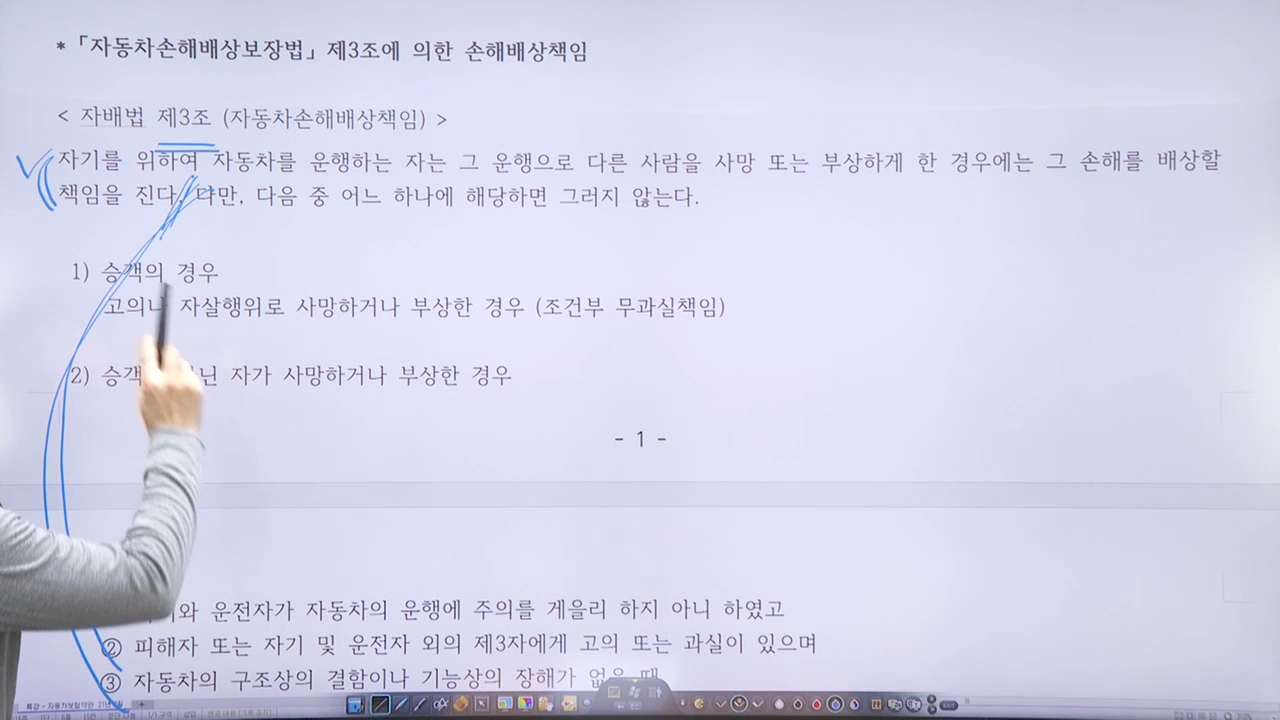 * 「자동차손해배상보장법」 제3조에 의한 손해배상책임
< 자배법 제3조 (자동차손해배상책임) >
자기를 위하여 자동차를 운행하는 자는 그 운행으로 다른 사람을 사망 또는 부상하게 한 경우에는 그 손해를 배상할
책임을 진다. 다만, 다음 중 어느 하나에 해당하면 그러지 않는다.
1) 승객의 경우
고의나 자살행위로 사망하거나 부상한 경우 (조건부 무과실책임)
2) 승객 자가 사망하거나 부상한 경우
- 1 -
운전자가 자동차의 운행에 주의를 게을리 하지 아니 하였고
② 피해자 또는 자기 및 운전자 외의 제3자에게 고의 또는 과실이 있으며
③ 자동차의 구조상의 결함이나 기능상의 장해가 없을 때